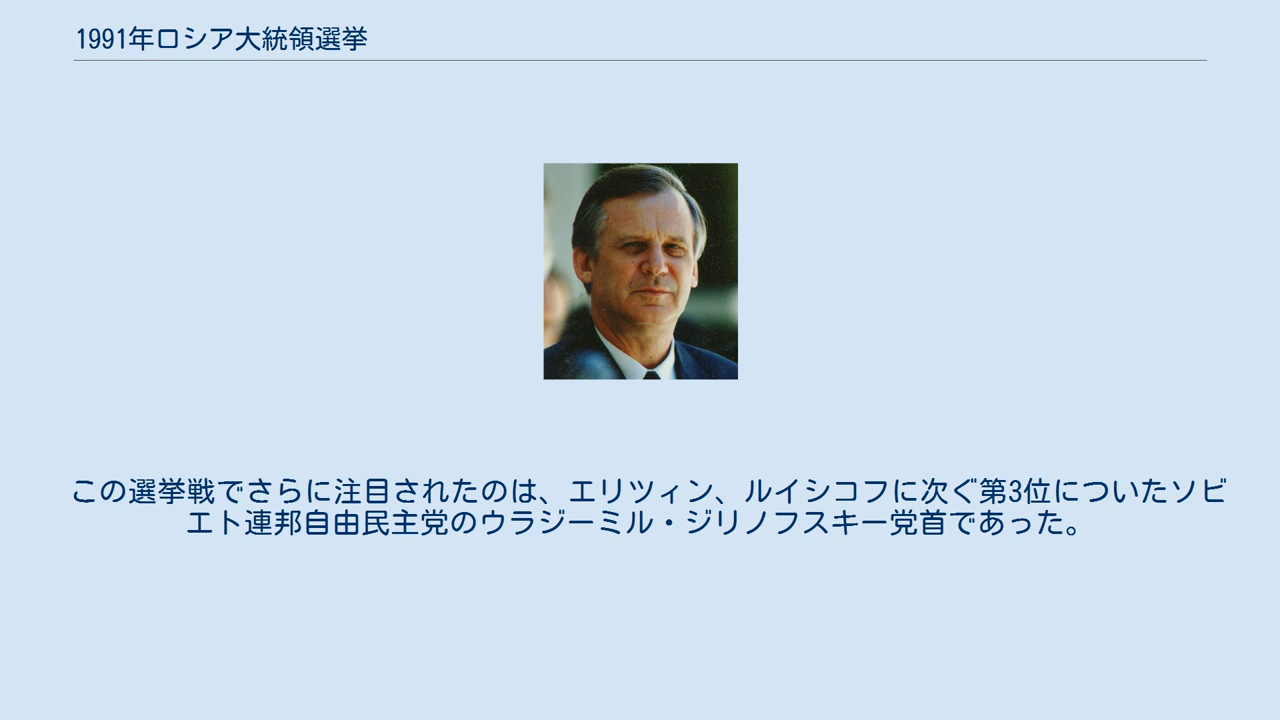 1991年ロシア大統領選挙
この選挙戦でさらに注目されたのは、エリツィン、ルイシコフに次ぐ第3位についたソビ
エト連邦自由民主党のウラジーミル・ジリノフスキー党首であった。